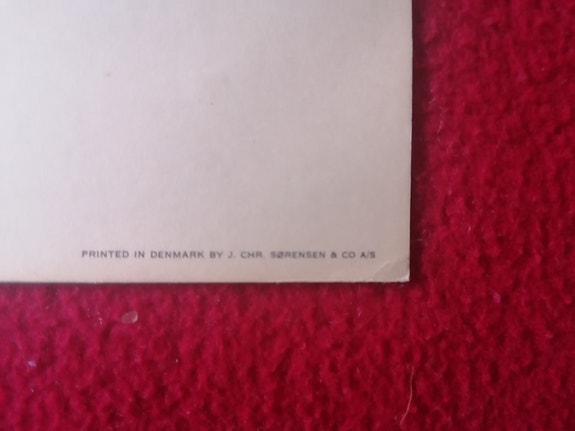 PRINTED IN DENMARK BY J. CHR. SØRENSEN & CO A/S